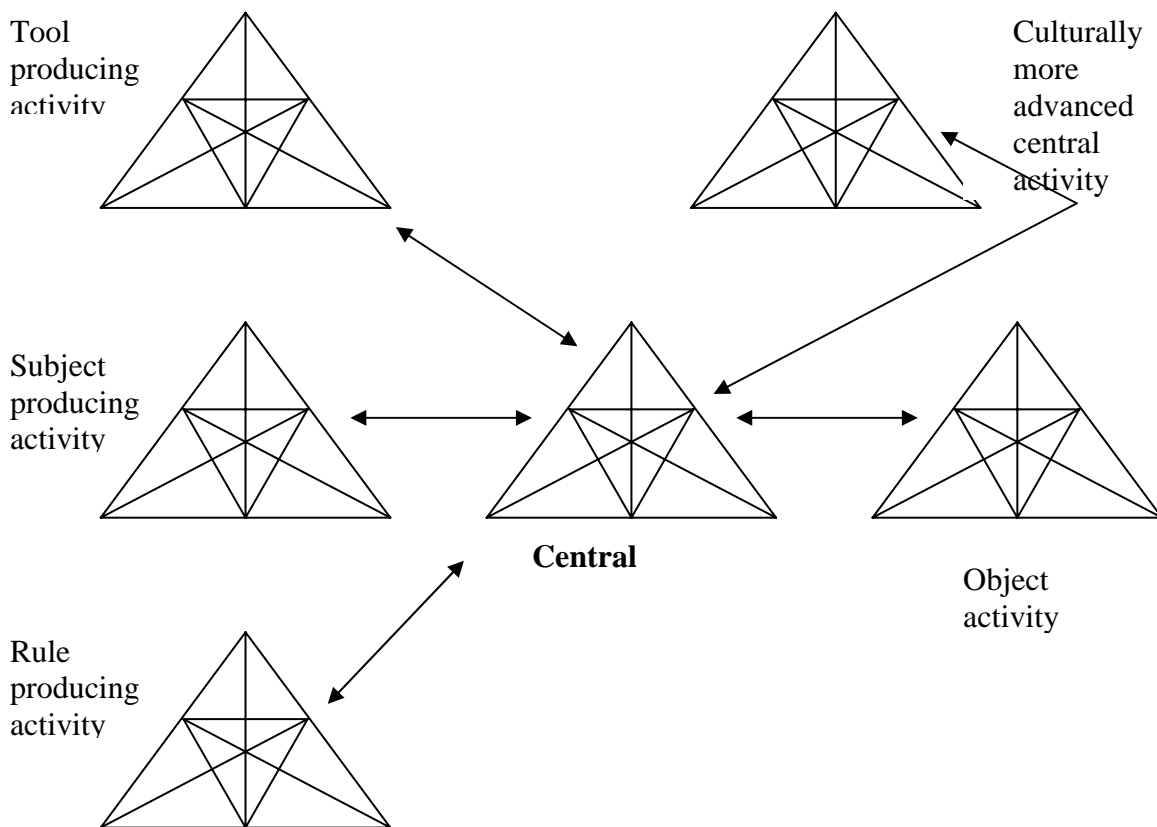 Tool
producing
activity
Culturally
more
advanced
central
activity
Subject
producing
activity
Central
Object
activity
Rule
producing
activity